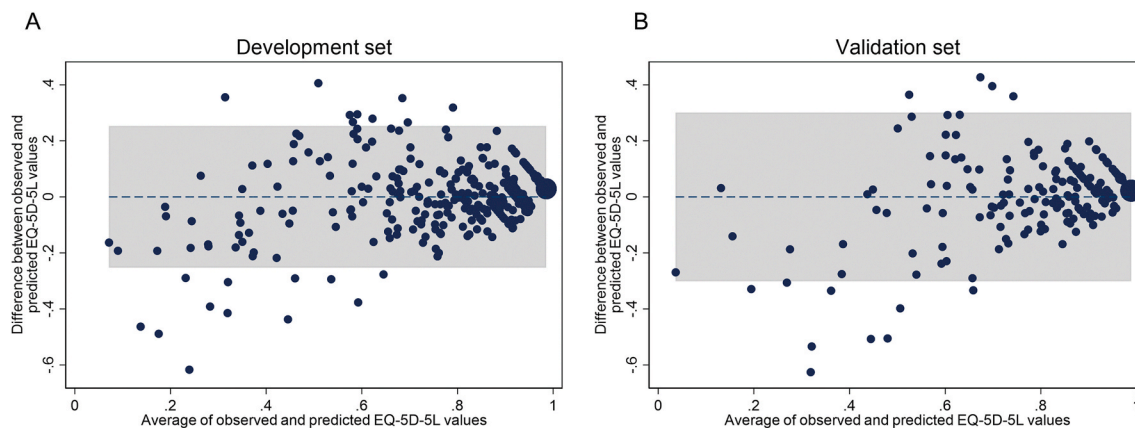 A
Development set
Difference between observed and
predicted EQ-5D-5L values
.4
.2
0
-.2
-.4
-.6
0
.2
.4
.6
.8
1
Average of observed and predicted EQ-5D-5L values
B
Validation set
Difference between observed and
predicted EQ-5D-5L values
.4
.2
0
-.2
-.4
-.6
0
.2
.4
.6
.8
1
Average of observed and predicted EQ-5D-5L values